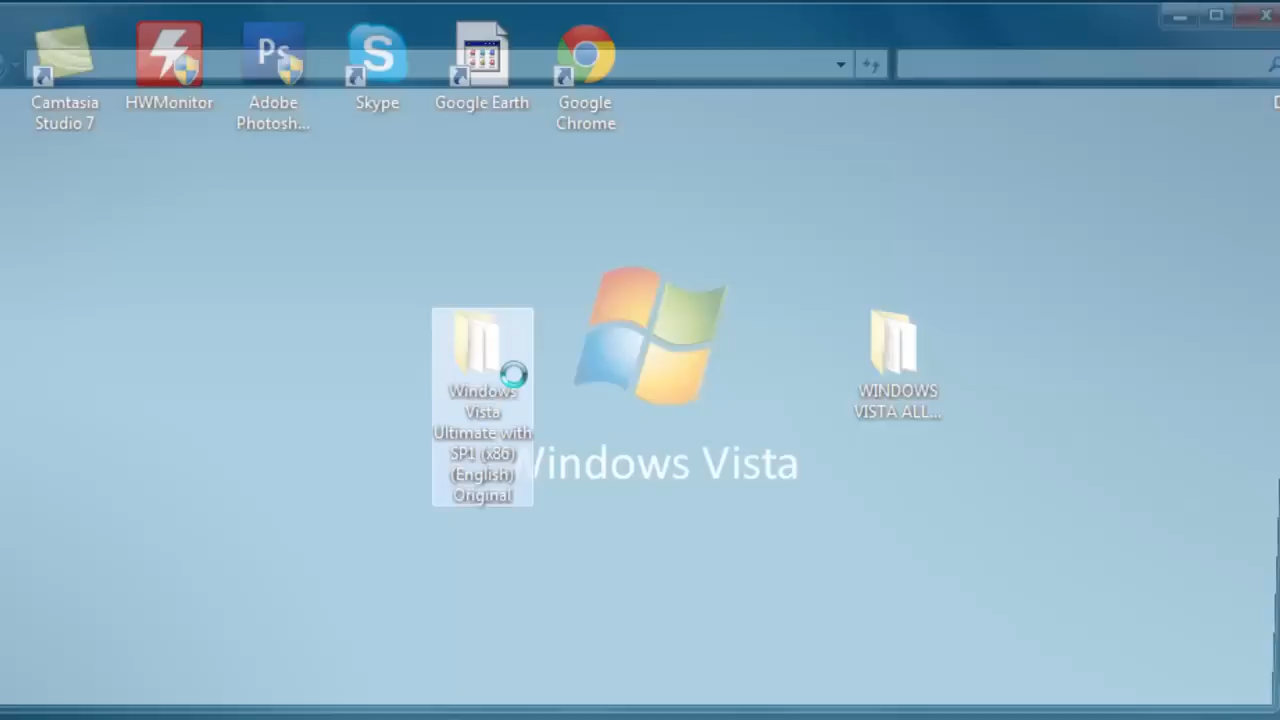 Ps
S
Camtasia
Studio 7
HWMonitor
Adobe
Photosh...
Skype
Google Earth
Google
Chrome
Windows
Vista
Ultimate with
SP1 (x86)
(English)
Original
WINDOWS
VISTA ALL...
Windows Vista